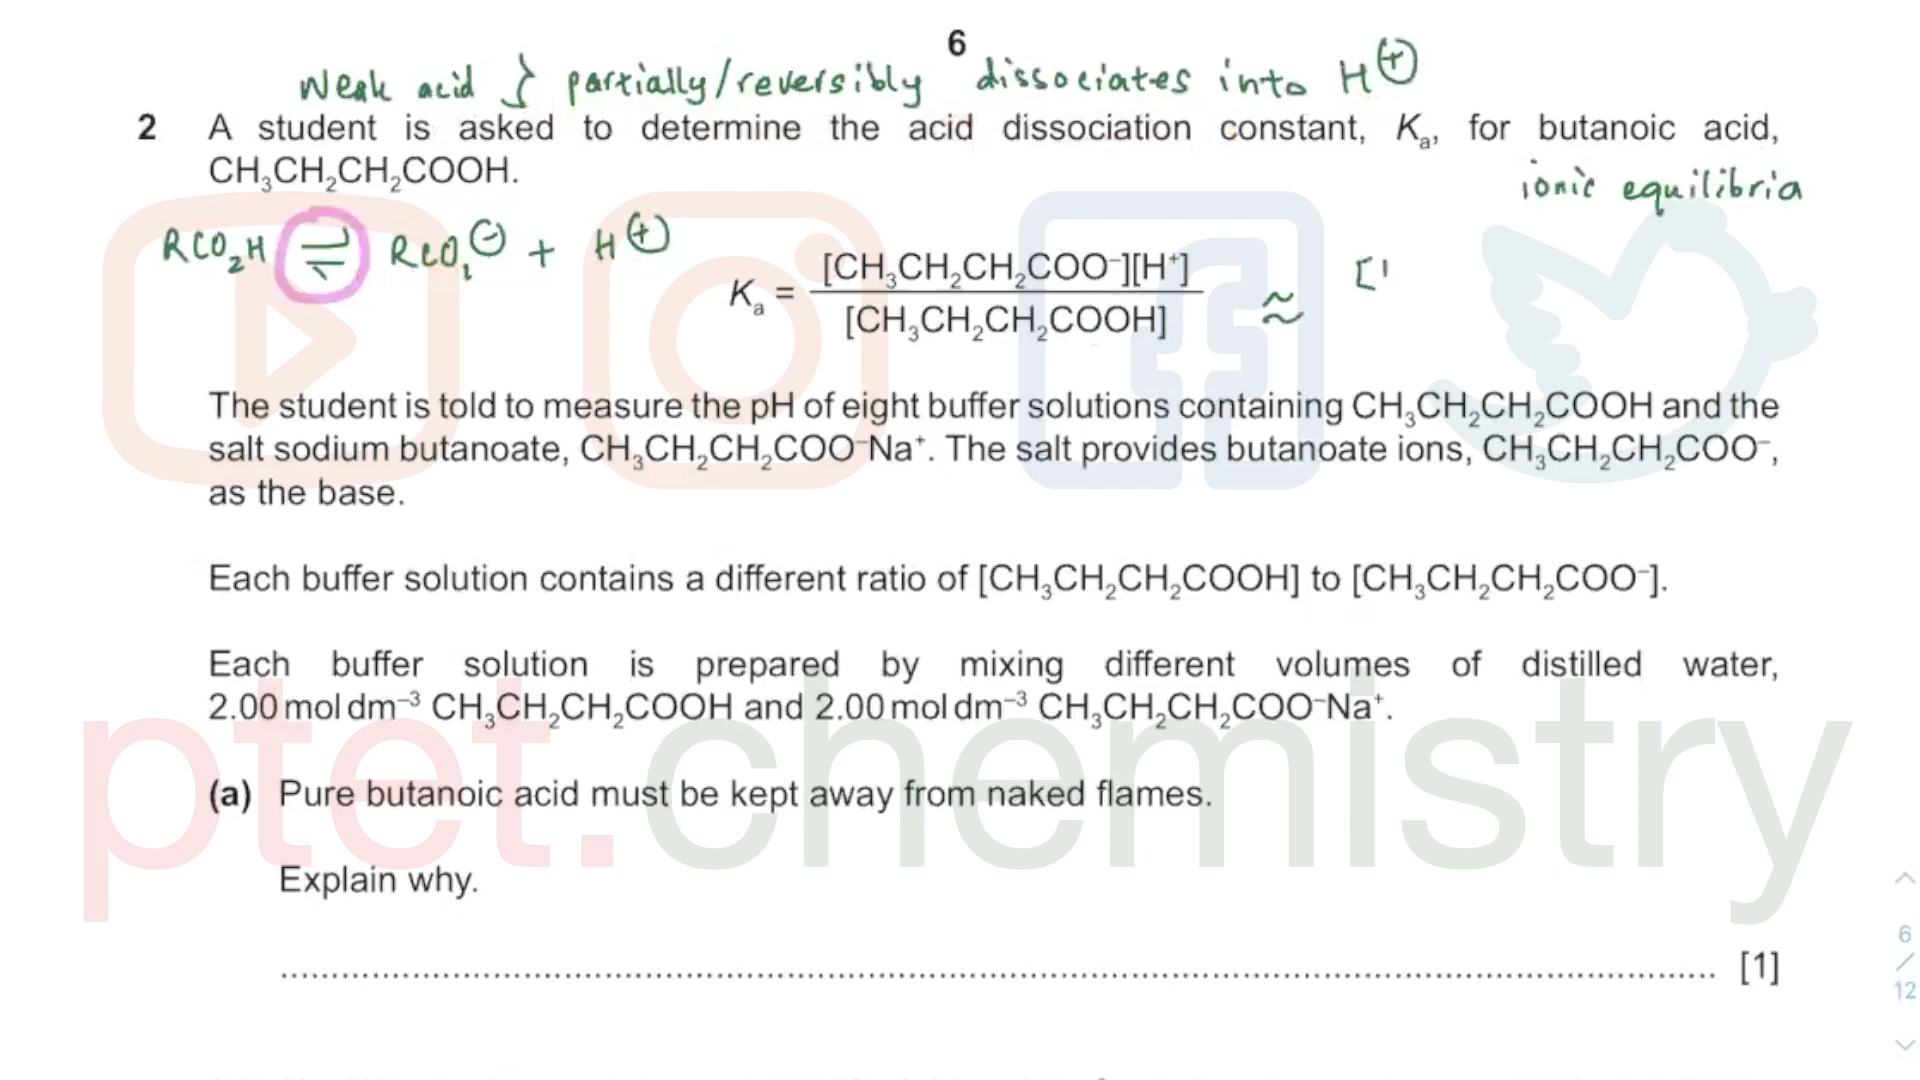 6
Weak acid } partially/reversibly dissociates into H⊕
2 A student is asked to determine the acid dissociation constant, Kₐ, for butanoic acid,
CH₃CH₂CH₂COOH.
ionic equilibria
RCO₂H ⇌ RCO₂⊖ + H⊕
Kₐ = [CH₃CH₂CH₂COO⁻][H⁺]
[CH₃CH₂CH₂COOH]
≈ [
The student is told to measure the pH of eight buffer solutions containing CH₃CH₂CH₂COOH and the
salt sodium butanoate, CH₃CH₂CH₂COO⁻Na⁺. The salt provides butanoate ions, CH₃CH₂CH₂COO⁻,
as the base.
Each buffer solution contains a different ratio of [CH₃CH₂CH₂COOH] to [CH₃CH₂CH₂COO⁻].
Each buffer solution is prepared by mixing different volumes of distilled water,
2.00 mol dm⁻³ CH₃CH₂CH₂COOH and 2.00 mol dm⁻³ CH₃CH₂CH₂COO⁻Na⁺.
ptet.chemistry
(a) Pure butanoic acid must be kept away from naked flames.
Explain why.
[1]
6
/
12